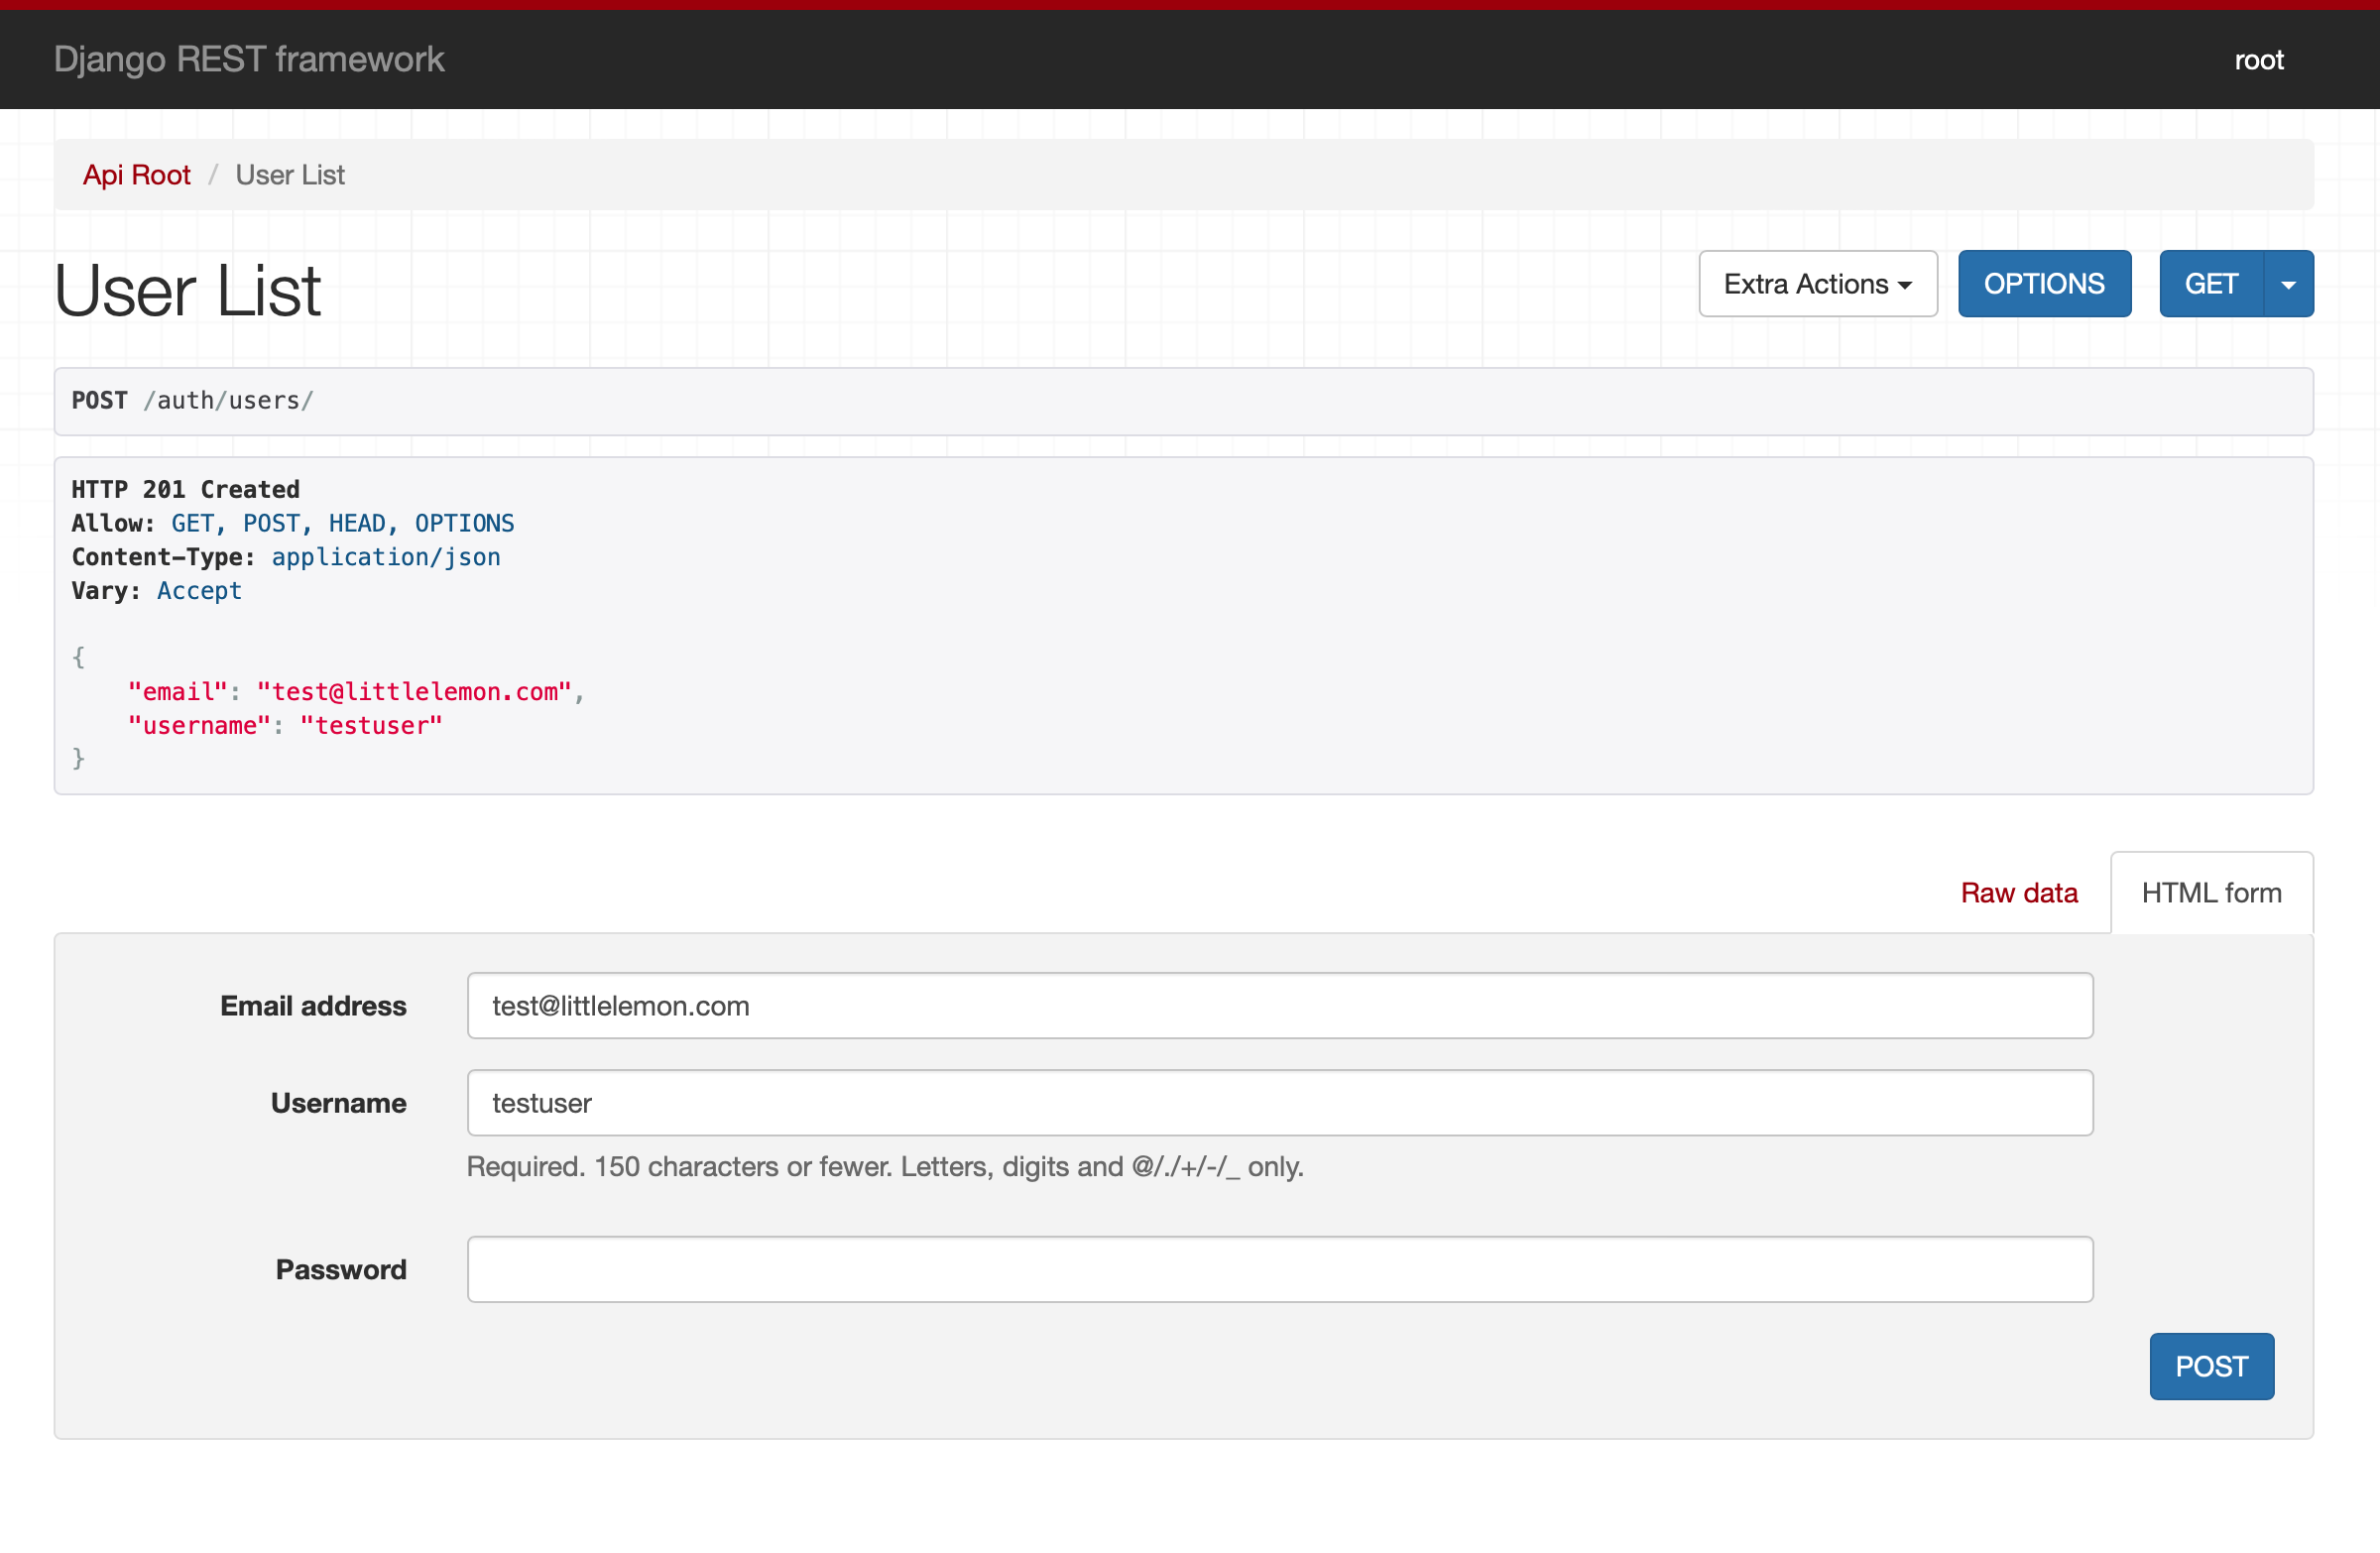 Django REST framework
root
Api Root / User List
User List
Extra Actions
OPTIONS
GET
POST /auth/users/
HTTP 201 Created
Allow: GET, POST, HEAD, OPTIONS
Content-Type: application/json
Vary: Accept
{
    "email": "test@littlelemon.com",
    "username": "testuser"
}
Raw data
HTML form
Email address
test@littlelemon.com
Username
testuser
Required. 150 characters or fewer. Letters, digits and @/./+/-/_ only.
Password
POST